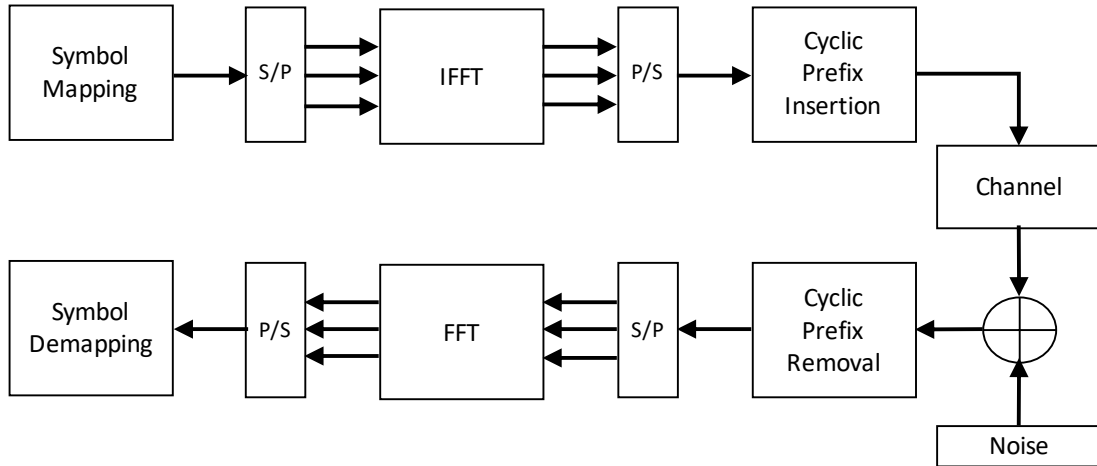 Symbol
Mapping
S/P
IFFT
P/S
Cyclic
Prefix
Insertion
Channel
Symbol
Demapping
P/S
FFT
S/P
Cyclic
Prefix
Removal
Noise